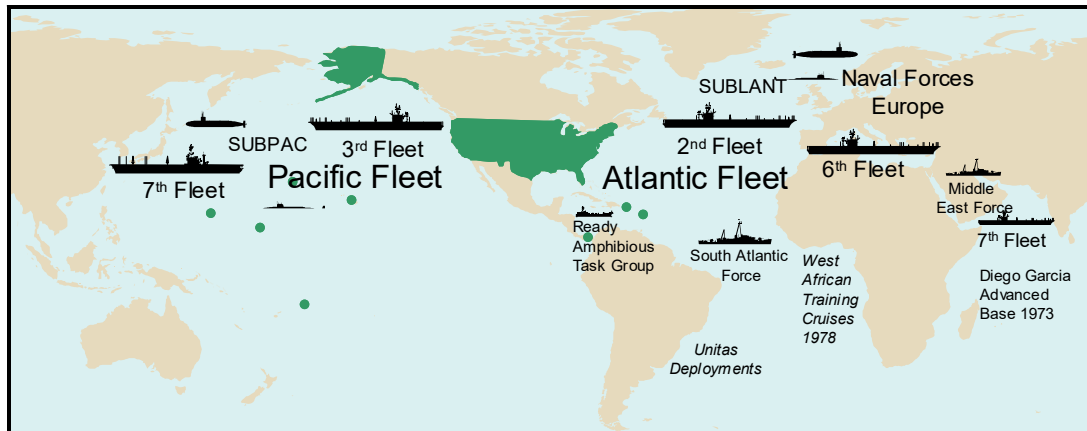 SUBPAC
7th Fleet
3rd Fleet
Pacific Fleet
SUBLANT
Naval Forces
Europe
2nd Fleet
6th Fleet
Atlantic Fleet
Middle
East Force
7th Fleet
Ready
Amphibious
Task Group
South Atlantic
Force
West
African
Training
Cruises
1978
Diego Garcia
Advanced
Base 1973
Unitas
Deployments